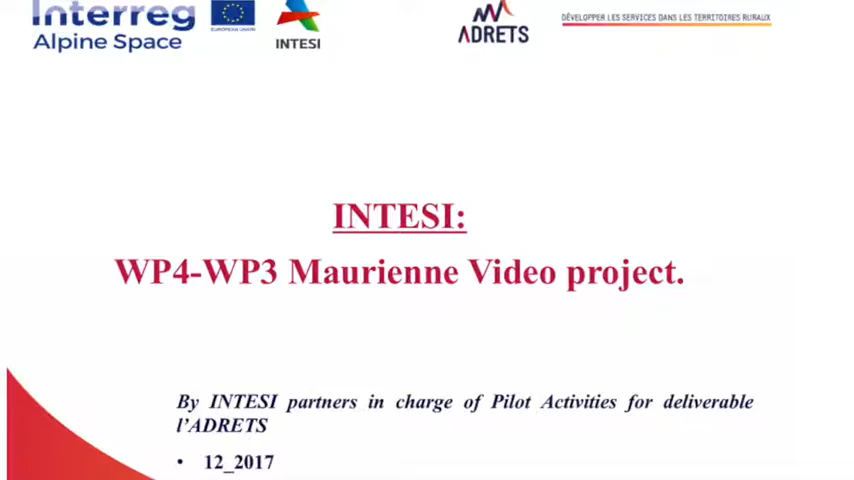 Interreg
Alpine Space
EUROPEAN UNION
INTESI
ADRETS
DÉVELOPPER LES SERVICES DANS LES TERRITOIRES RURAUX
INTESI:
WP4-WP3 Maurienne Video project.
By INTESI partners in charge of Pilot Activities for deliverable
l’ADRETS
• 12_2017